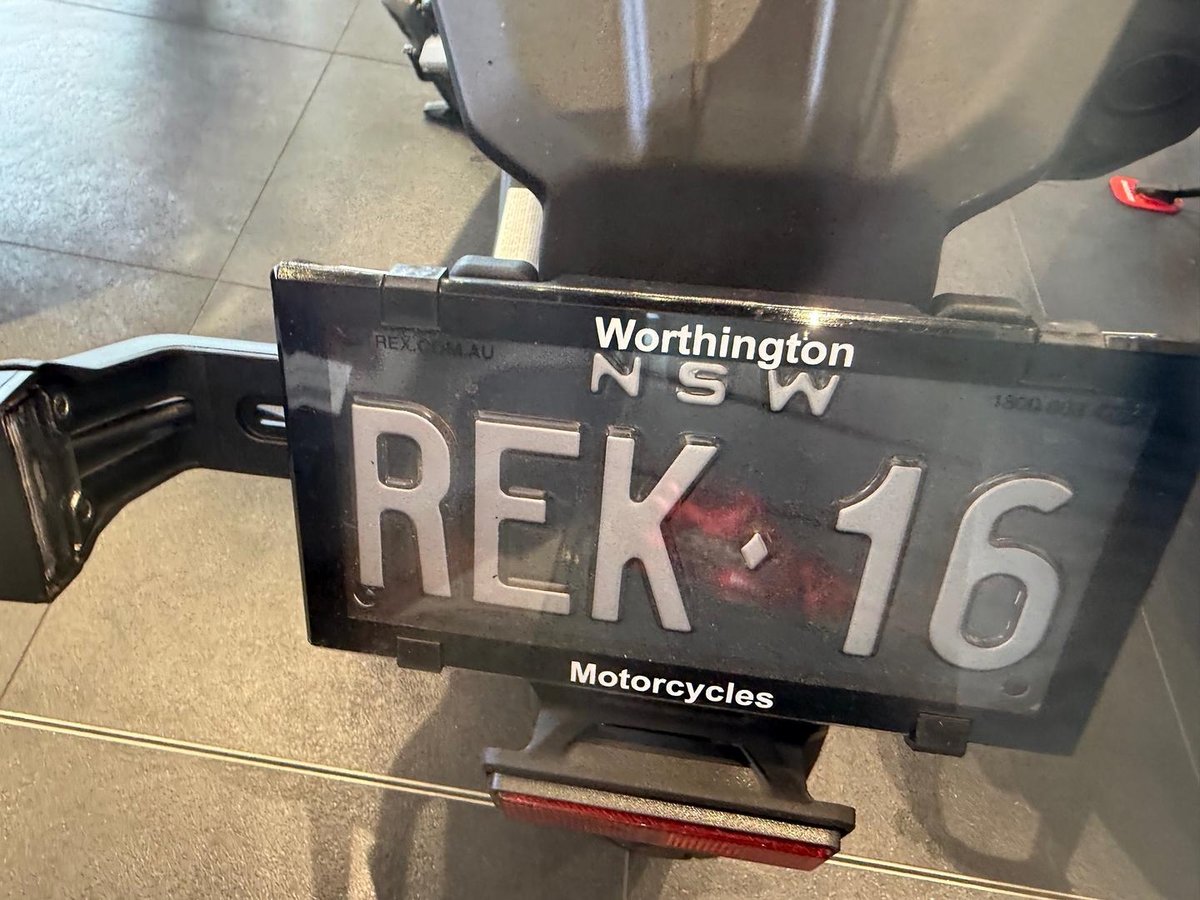 Worthington
REX.COM.AU
NSW
REK 16
Motorcycles